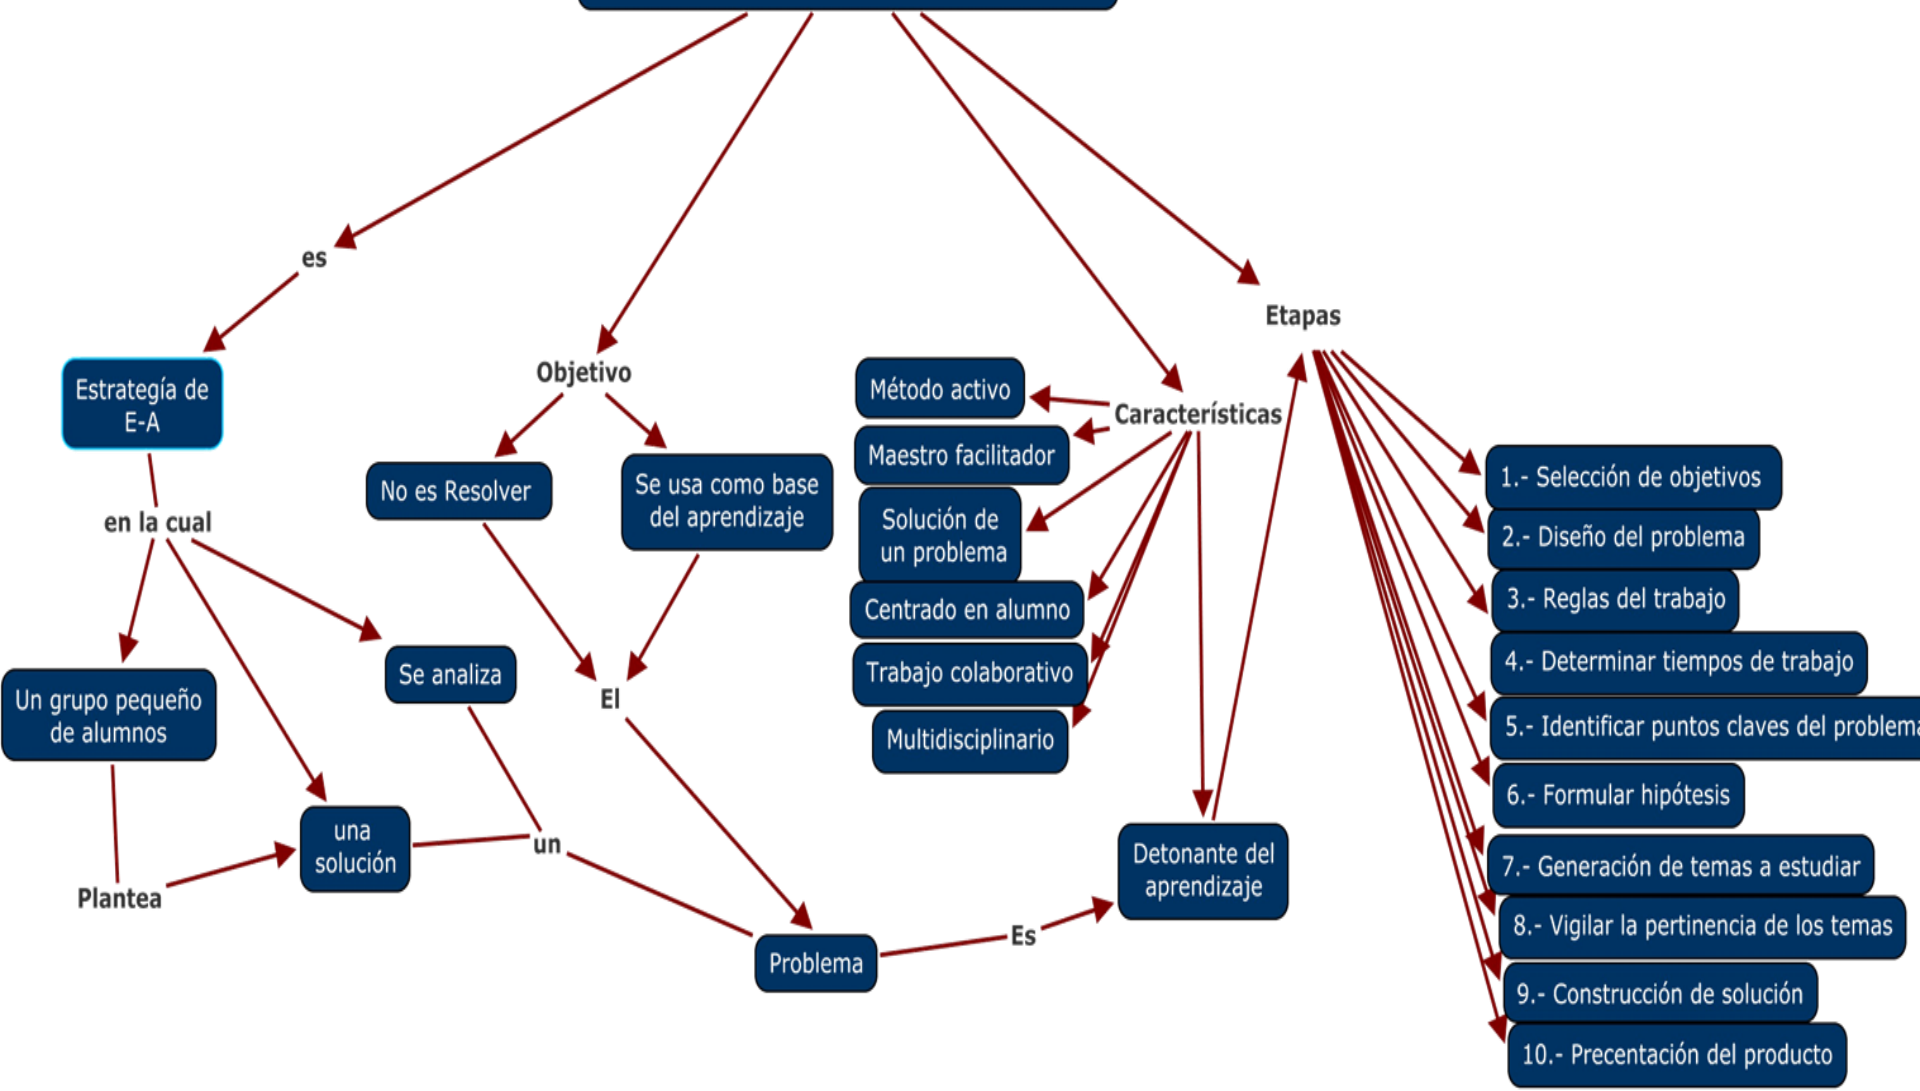 es
Estrategía de
E-A
en la cual
Un grupo pequeño
de alumnos
Plantea
una
solución
Se analiza
un
Objetivo
No es Resolver
Se usa como base
del aprendizaje
El
Problema
Es
Detonante del
aprendizaje
Características
Método activo
Maestro facilitador
Solución de
un problema
Centrado en alumno
Trabajo colaborativo
Multidisciplinario
Etapas
1.- Selección de objetivos
2.- Diseño del problema
3.- Reglas del trabajo
4.- Determinar tiempos de trabajo
5.- Identificar puntos claves del problema
6.- Formular hipótesis
7.- Generación de temas a estudiar
8.- Vigilar la pertinencia de los temas
9.- Construcción de solución
10.- Precentación del producto